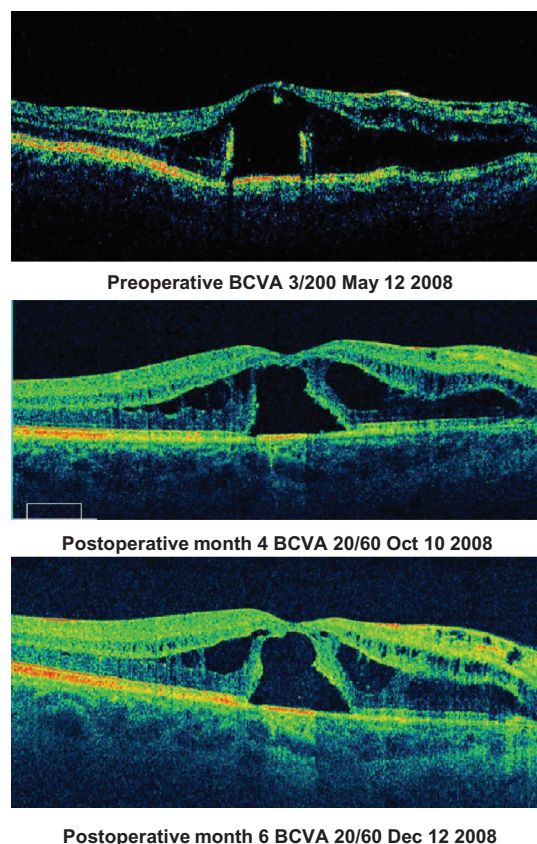 Preoperative BCVA 3/200 May 12 2008
Postoperative month 4 BCVA 20/60 Oct 10 2008
Postoperative month 6 BCVA 20/60 Dec 12 2008